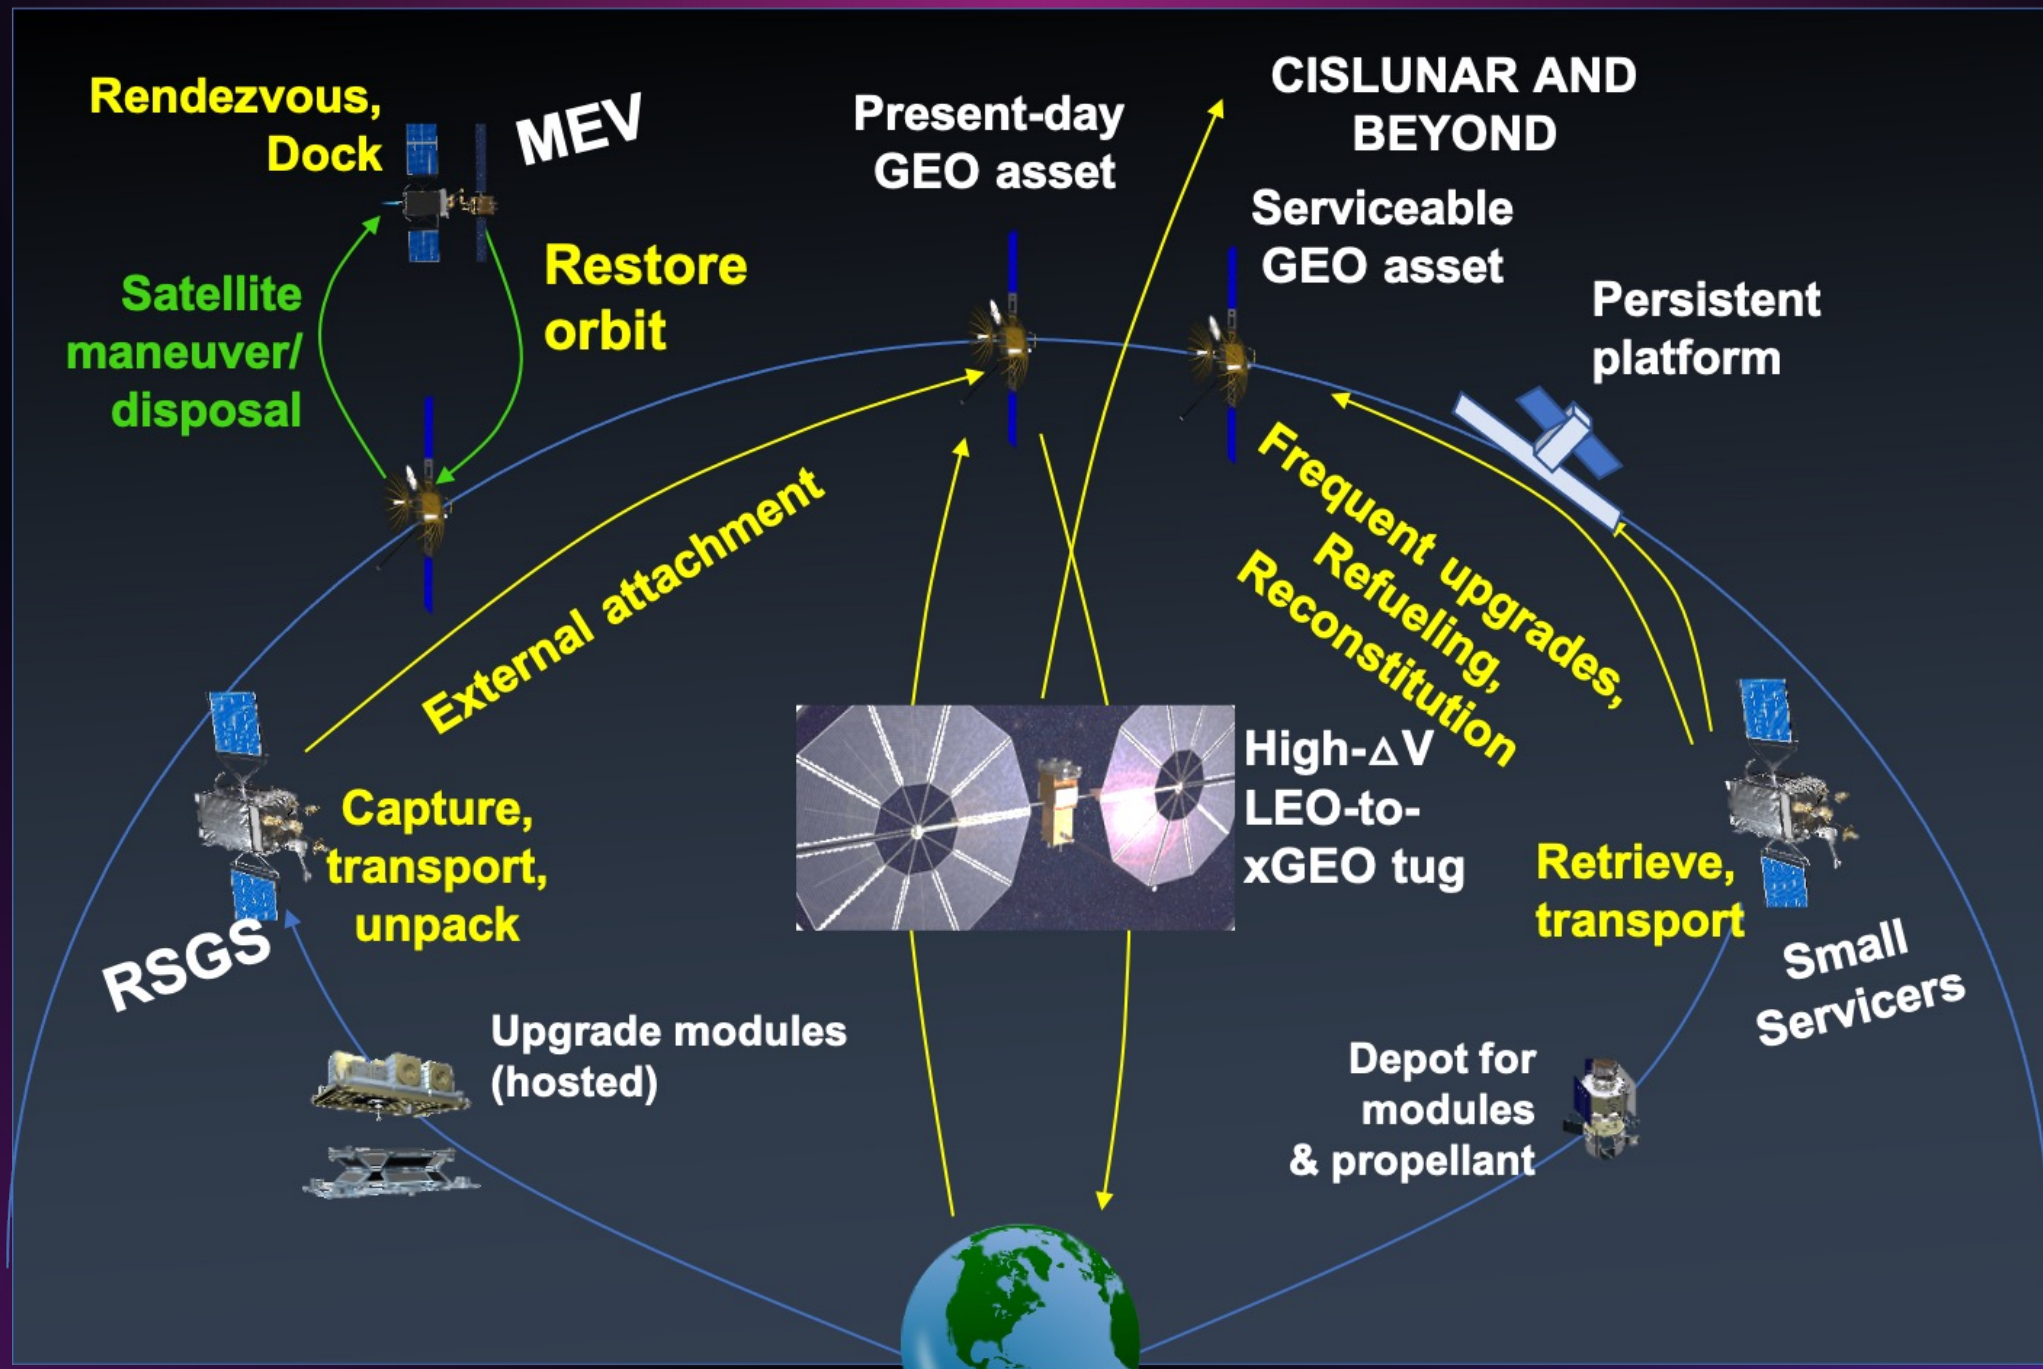 Rendezvous,
Dock
MEV
Satellite
maneuver/
disposal
Restore
orbit
Present-day
GEO asset
CISLUNAR AND
BEYOND
Serviceable
GEO asset
Persistent
platform
External attachment
Frequent upgrades,
Refueling,
Reconstitution
RSGS
Capture,
transport,
unpack
High-△V
LEO-to-
xGEO tug
Retrieve,
transport
Small
Servicers
Upgrade modules
(hosted)
Depot for
modules
& propellant